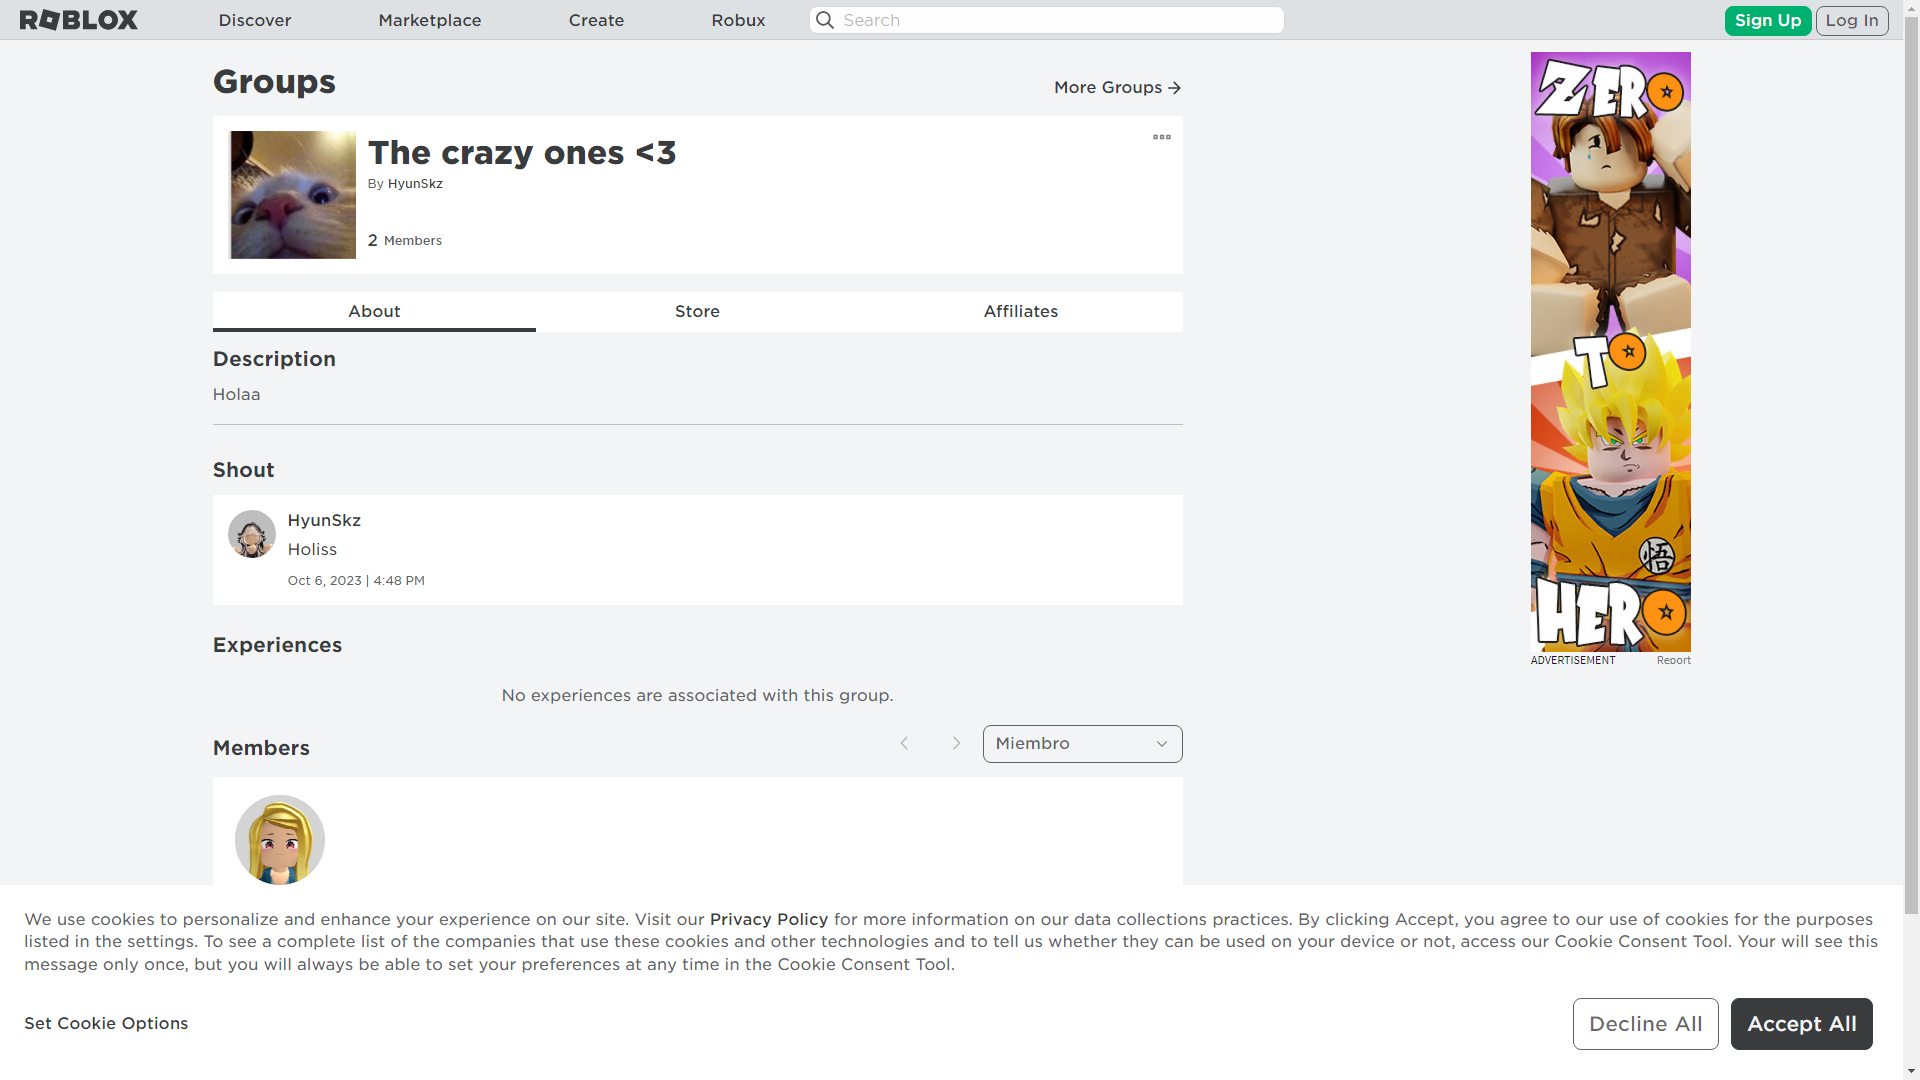 ROBLOX
Discover
Marketplace
Create
Robux
Search
Sign Up
Log In
Groups
More Groups
The crazy ones <3
By HyunSkz
2 Members
About
Store
Affiliates
Description
Holaa
Shout
HyunSkz
Holiss
Oct 6, 2023 | 4:48 PM
Experiences
No experiences are associated with this group.
Members
Miembro
ZERO
TO
悟
HERO
ADVERTISEMENT
Report
We use cookies to personalize and enhance your experience on our site. Visit our Privacy Policy for more information on our data collections practices. By clicking Accept, you agree to our use of cookies for the purposes
listed in the settings. To see a complete list of the companies that use these cookies and other technologies and to tell us whether they can be used on your device or not, access our Cookie Consent Tool. Your will see this
message only once, but you will always be able to set your preferences at any time in the Cookie Consent Tool.
Set Cookie Options
Decline All
Accept All